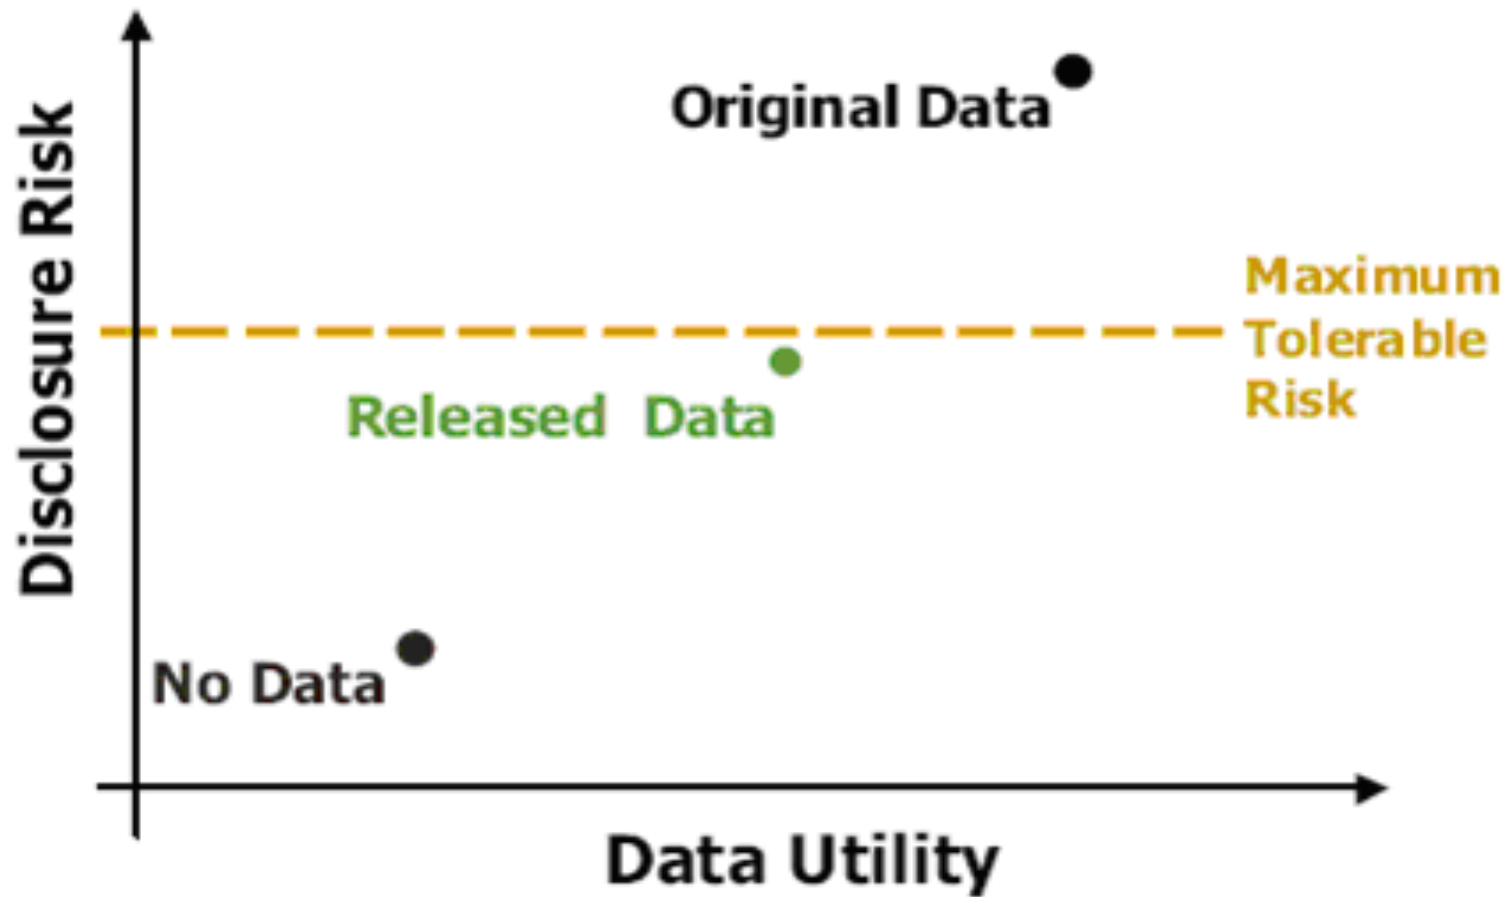 Disclosure Risk
Original Data
Maximum
Tolerable
Risk
Released Data
No Data
Data Utility